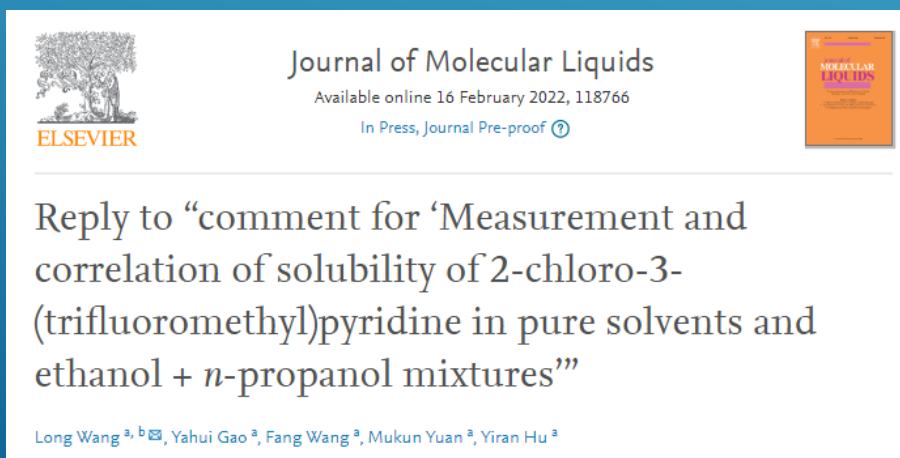 ELSEVIER
Journal of Molecular Liquids
Available online 16 February 2022, 118766
In Press, Journal Pre-proof ?
MOLECULAR
LIQUIDS
Reply to “comment for ‘Measurement and
correlation of solubility of 2-chloro-3-
(trifluoromethyl)pyridine in pure solvents and
ethanol + n-propanol mixtures’”
Long Wang a, b, Yahui Gao a, Fang Wang a, Mukun Yuan a, Yiran Hu a